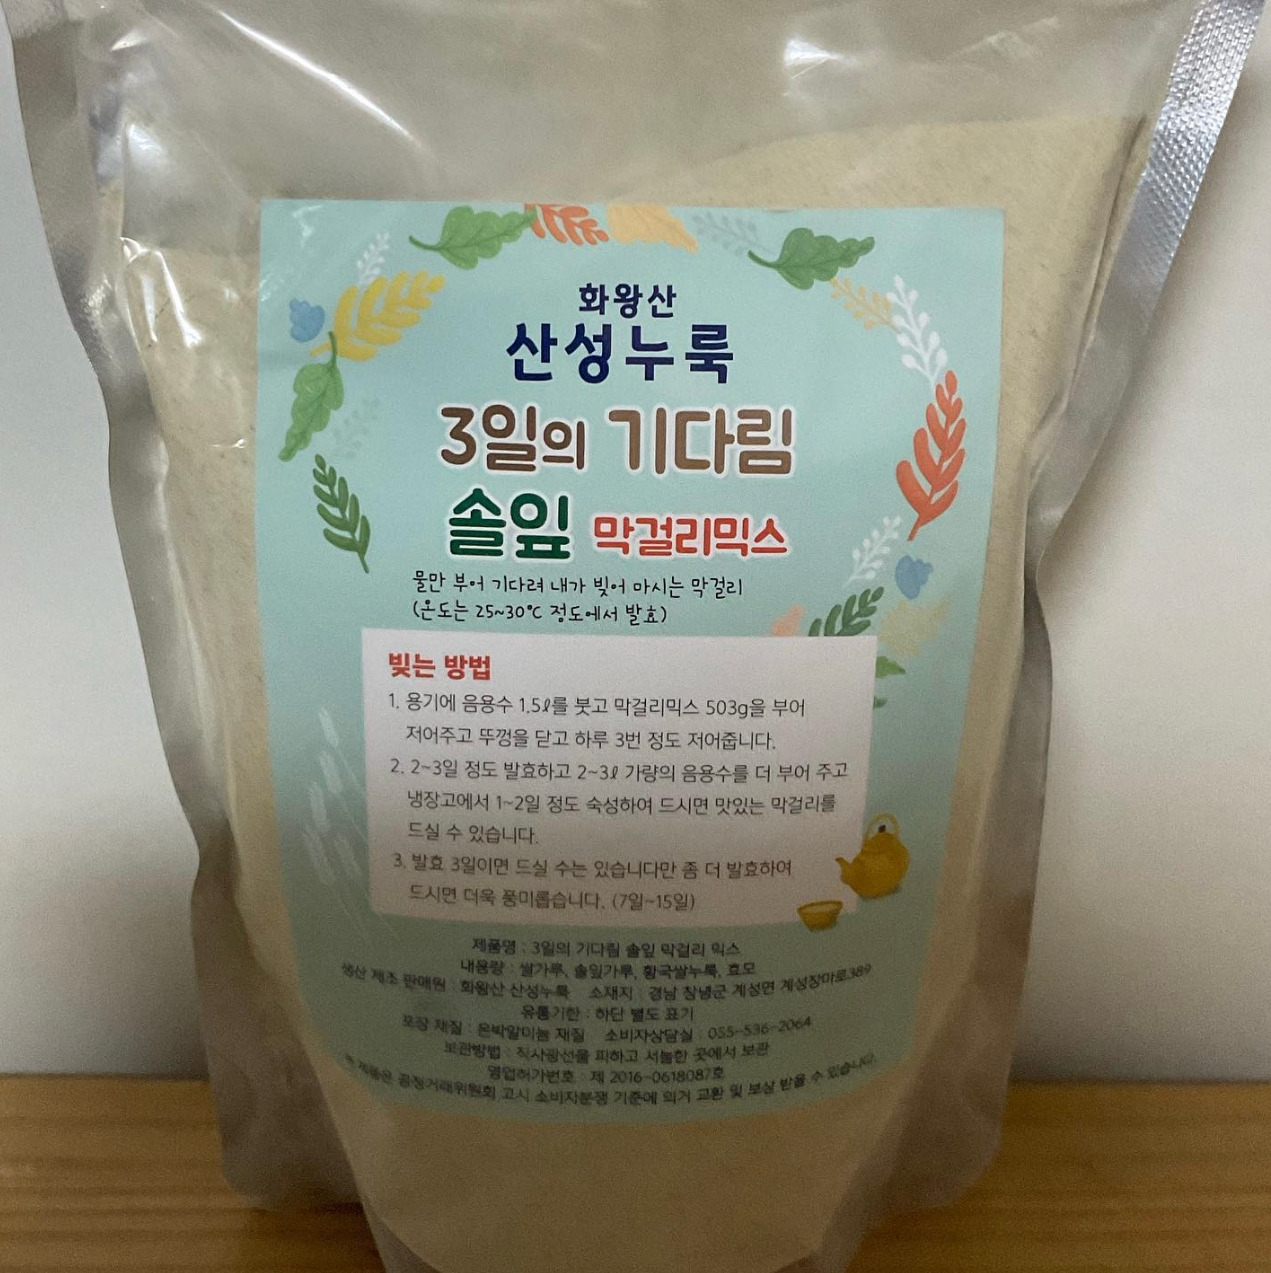 화왕산
산성누룩
3일의 기다림
솔잎 막걸리믹스
물만 부어 기다려 내가 빚어 마시는 막걸리
(온도는 25~30℃ 정도에서 발효)
빚는 방법
1. 용기에 음용수 1.5ℓ를 붓고 막걸리믹스 503g을 부어
저어주고 뚜껑을 닫고 하루 3번 정도 저어줍니다.
2. 2~3일 정도 발효하고 2~3ℓ 가량의 음용수를 더 부어 주고
냉장고에서 1~2일 정도 숙성하여 드시면 맛있는 막걸리를
드실 수 있습니다.
3. 발효 3일이면 드실 수는 있습니다만 좀 더 발효하여
드시면 더욱 풍미롭습니다. (7일~15일)
제품명 : 3일의 기다림 솔잎 막걸리 믹스
내용량 : 쌀가루, 솔잎가루, 황국쌀누룩, 효모
생산 제조 판매원 : 화왕산 산성누룩 소재지 : 경남 창녕군 계성면 계성장마로389
유통기한 : 하단 별도 표기
포장 재질 : 은박알미늄 재질 소비자상담실 : 055-536-2064
보관방법 : 직사광선을 피하고 서늘한 곳에서 보관
영업허가번호 : 제 2016-0618087호
본 제품은 공정거래위원회 고시 소비자분쟁 기준에 의거 교환 및 보상 받을 수 있습니다.